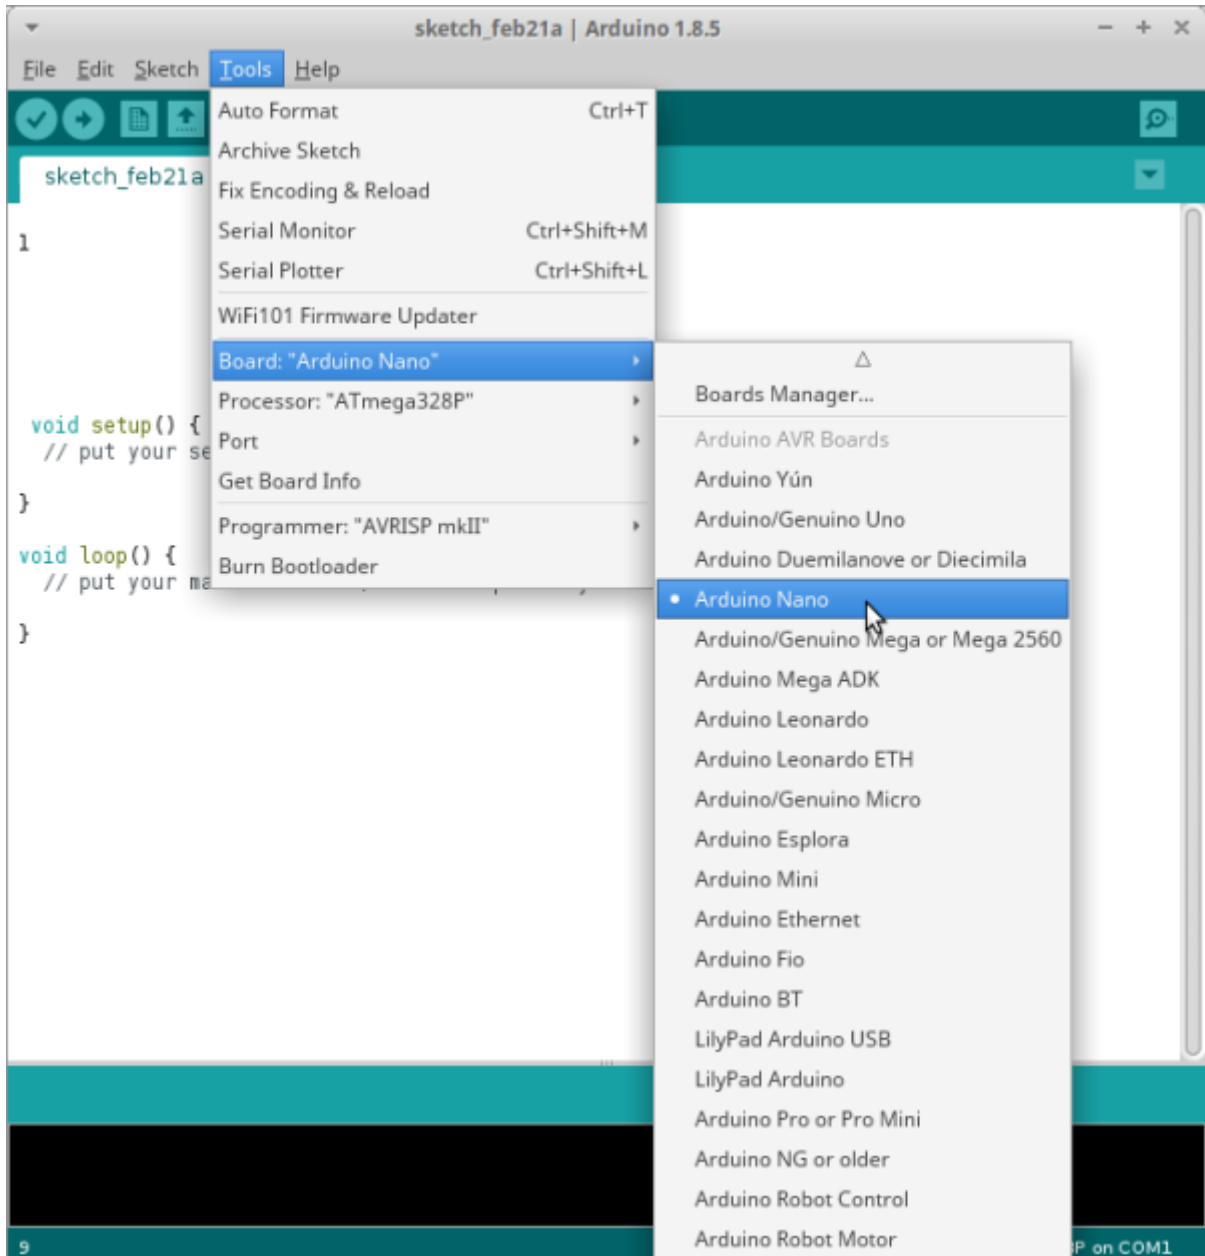 sketch_feb21a | Arduino 1.8.5
File Edit Sketch Tools Help
sketch_feb21a
Auto Format Ctrl+T
Archive Sketch
Fix Encoding & Reload
Serial Monitor Ctrl+Shift+M
Serial Plotter Ctrl+Shift+L
WiFi101 Firmware Updater
Board: "Arduino Nano"
Processor: "ATmega328P"
Port
Get Board Info
Programmer: "AVRISP mkII"
Burn Bootloader
Boards Manager...
Arduino AVR Boards
Arduino Yún
Arduino/Genuino Uno
Arduino Duemilanove or Diecimila
Arduino Nano
Arduino/Genuino Mega or Mega 2560
Arduino Mega ADK
Arduino Leonardo
Arduino Leonardo ETH
Arduino/Genuino Micro
Arduino Esplora
Arduino Mini
Arduino Ethernet
Arduino Fio
Arduino BT
LilyPad Arduino USB
LilyPad Arduino
Arduino Pro or Pro Mini
Arduino NG or older
Arduino Robot Control
Arduino Robot Motor
l
void setup() {
// put your se
}
void loop() {
// put your ma
}
9
P on COM1